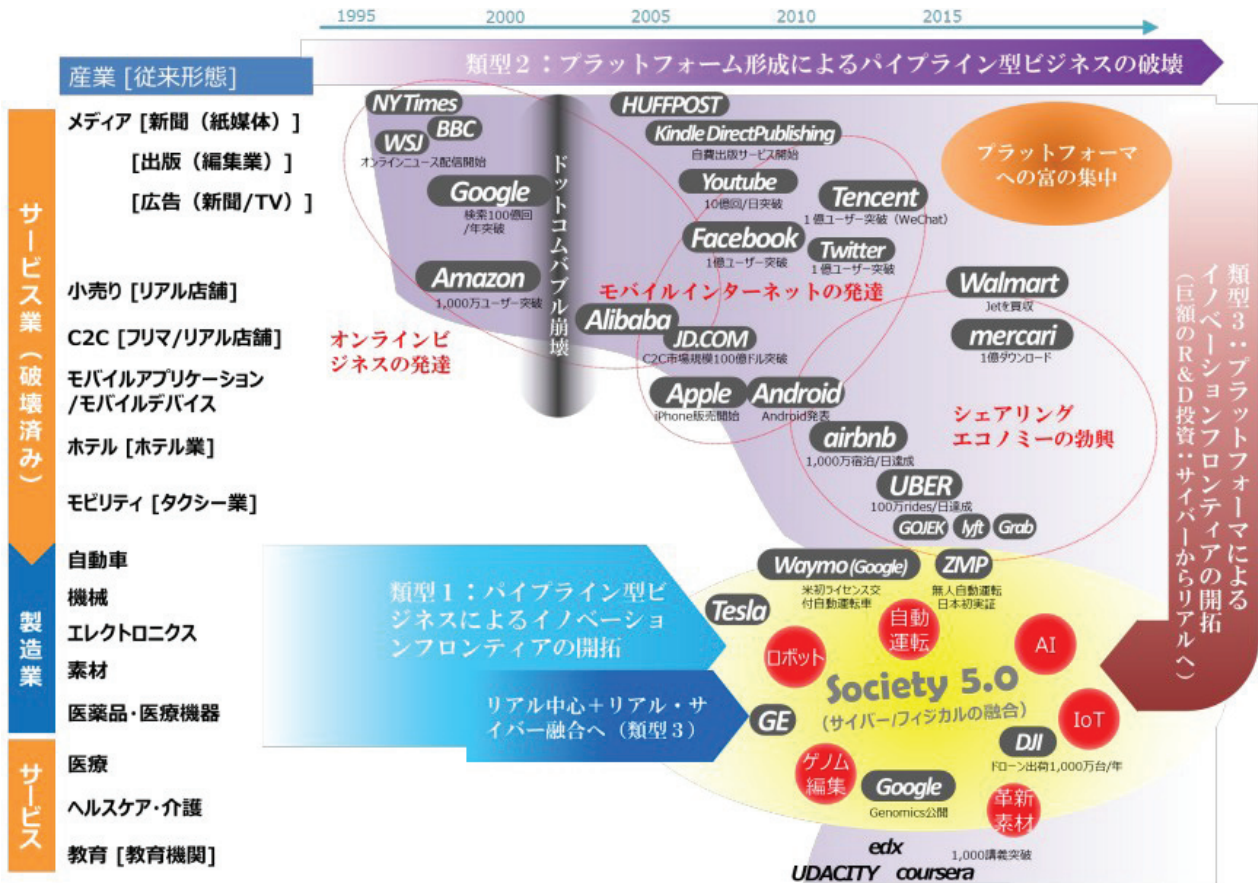 1995 2000 2005 2010 2015
類型2：プラットフォーム形成によるパイプライン型ビジネスの破壊
産業 [従来形態]
サービス業（破壊済み）
製造業
サービス
メディア [新聞（紙媒体）]
[出版（編集業）]
[広告（新聞/TV）]
小売り [リアル店舗]
C2C [フリマ/リアル店舗]
モバイルアプリケーション
/モバイルデバイス
ホテル [ホテル業]
モビリティ [タクシー業]
自動車
機械
エレクトロニクス
素材
医薬品・医療機器
医療
ヘルスケア・介護
教育 [教育機関]
NY Times
BBC
WSJ
オンラインニュース配信開始
Google
検索100億回
/年突破
Amazon
1,000万ユーザー突破
オンラインビ
ジネスの発達
ドットコムバブル崩壊
HUFFPOST
Kindle DirectPublishing
自費出版サービス開始
Youtube
10億回/日突破
Tencent
1億ユーザー突破（WeChat）
Facebook
1億ユーザー突破
Twitter
1億ユーザー突破
モバイルインターネットの発達
Alibaba
JD.COM
C2C市場規模100億ドル突破
Apple
iPhone販売開始
Android
Android発表
プラットフォーマ
への富の集中
Walmart
Jetを買収
mercari
1億ダウンロード
シェアリング
エコノミーの勃興
airbnb
1,000万宿泊/日達成
UBER
100万rides/日達成
GOJEK lyft Grab
類型3：プラットフォーマによる
イノベーションフロンティアの開拓
（巨額のR&D投資：サイバーからリアルへ）
類型1：パイプライン型ビ
ジネスによるイノベーショ
ンフロンティアの開拓
リアル中心＋リアル・サ
イバー融合へ（類型3）
Waymo (Google)
米初ライセンス交
付自動運転車
ZMP
無人自動運転
日本初実証
Tesla
自動
運転
ロボット
AI
Society 5.0
（サイバー/フィジカルの融合）
IoT
GE
DJI
ドローン出荷1,000万台/年
ゲノム
編集
Google
Genomics公開
革新
素材
edx
1,000講義突破
UDACITY coursera